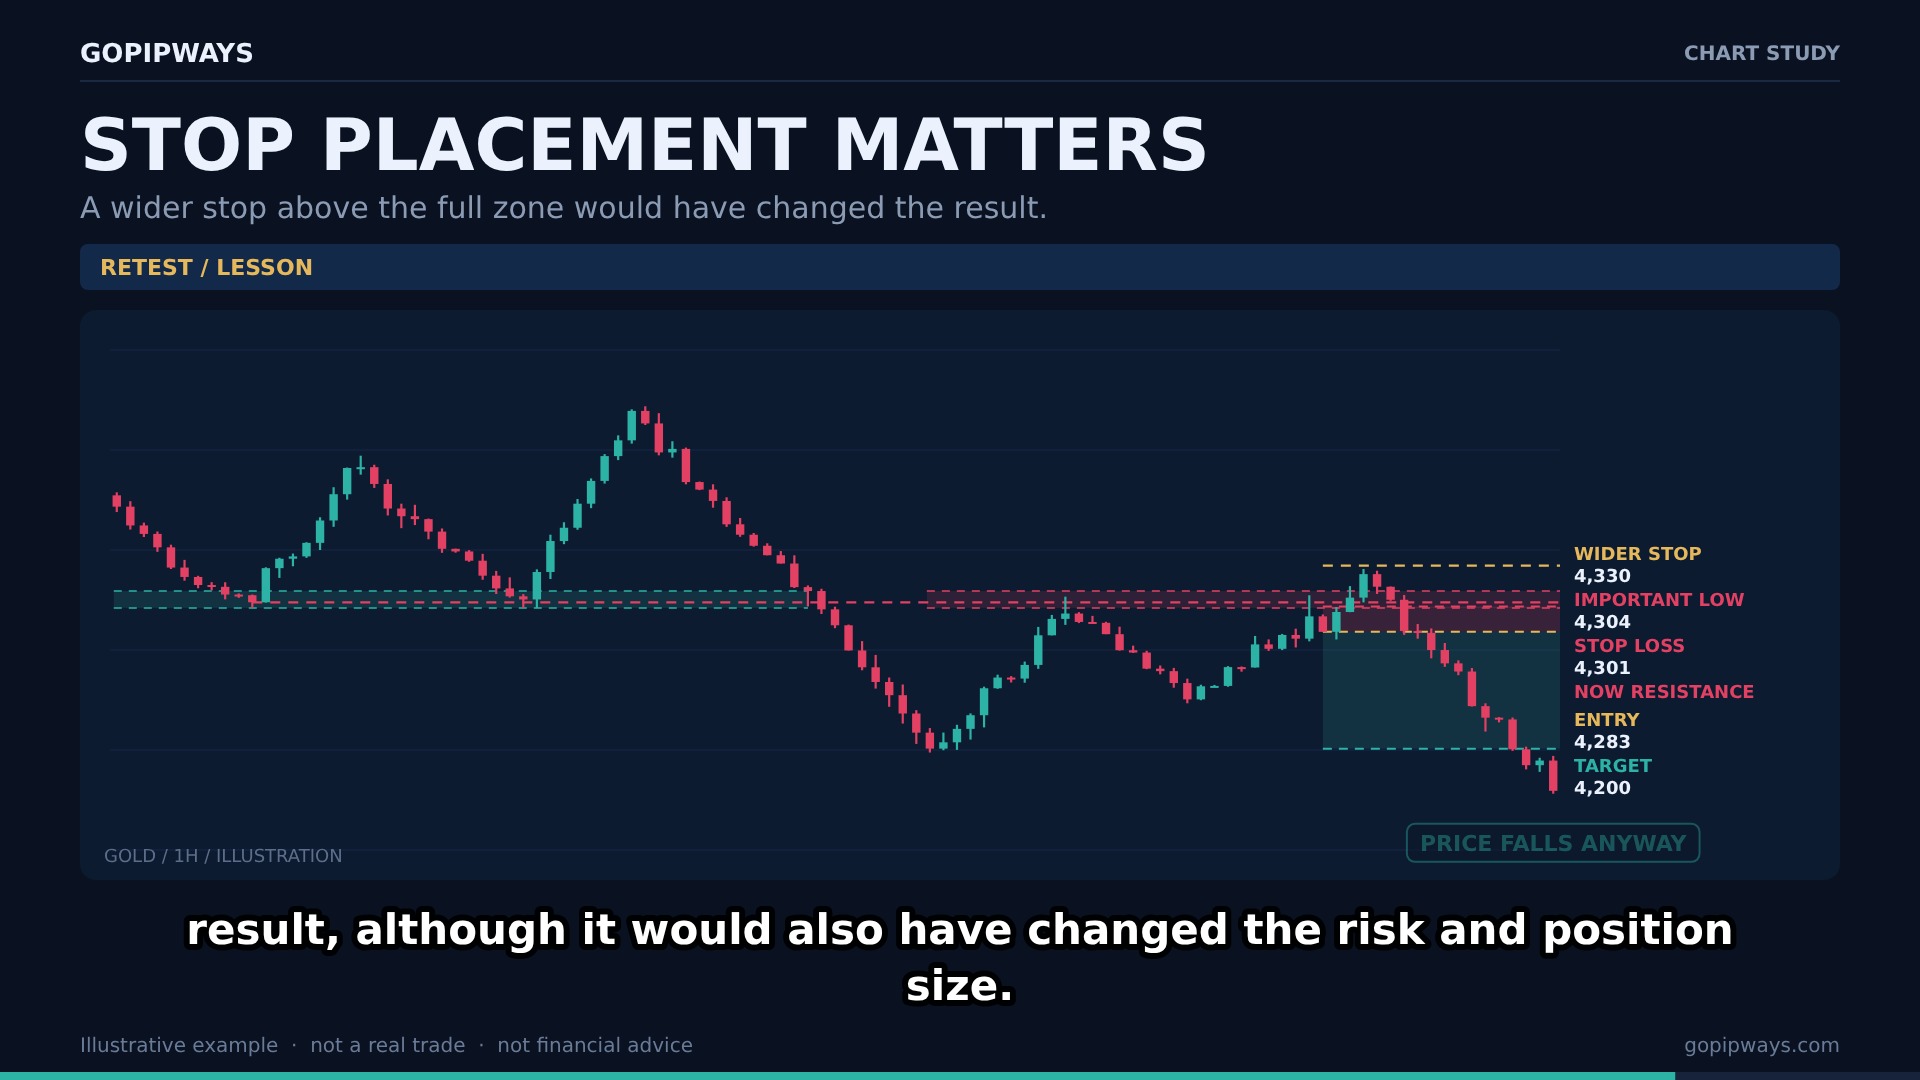 GOPIPWAYS
CHART STUDY
STOP PLACEMENT MATTERS
A wider stop above the full zone would have changed the result.
RETEST / LESSON
WIDER STOP
4,330
IMPORTANT LOW
4,304
STOP LOSS
4,301
NOW RESISTANCE
ENTRY
4,283
TARGET
4,200
PRICE FALLS ANYWAY
GOLD / 1H / ILLUSTRATION
result, although it would also have changed the risk and position
size.
Illustrative example · not a real trade · not financial advice
gopipways.com